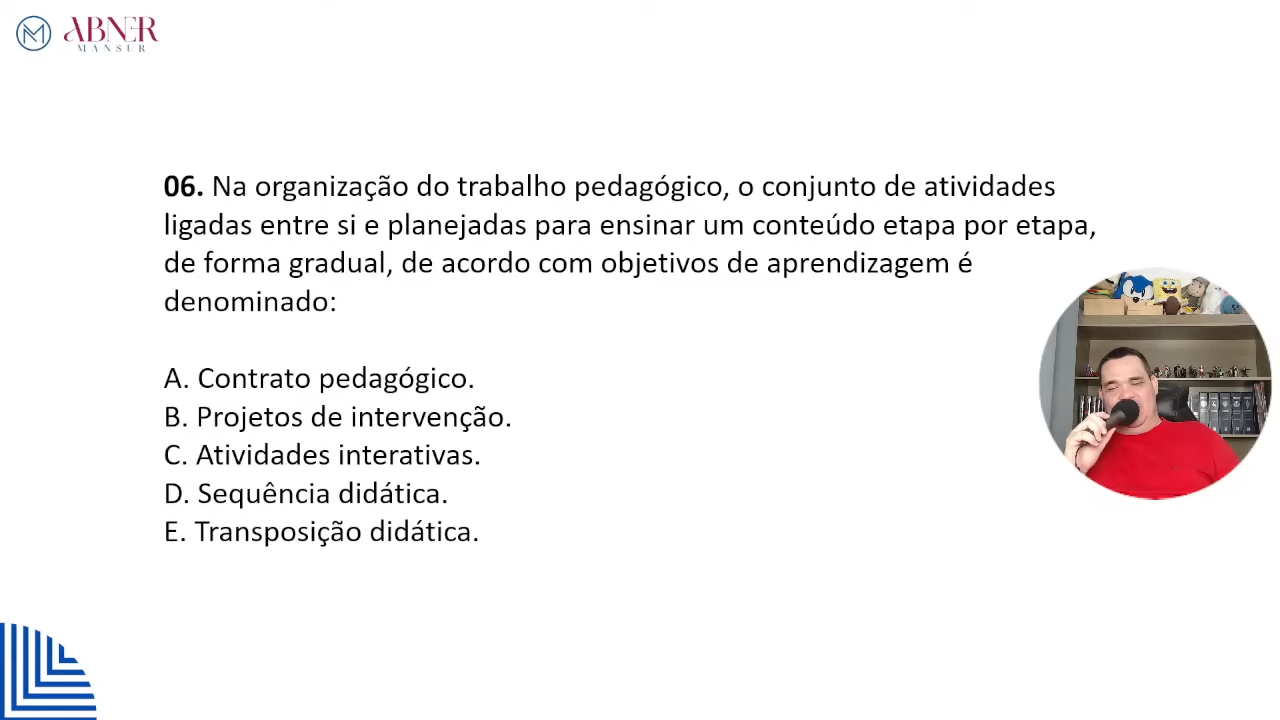 ABNER
MANSUR
06. Na organização do trabalho pedagógico, o conjunto de atividades
ligadas entre si e planejadas para ensinar um conteúdo etapa por etapa,
de forma gradual, de acordo com objetivos de aprendizagem é
denominado:
A. Contrato pedagógico.
B. Projetos de intervenção.
C. Atividades interativas.
D. Sequência didática.
E. Transposição didática.